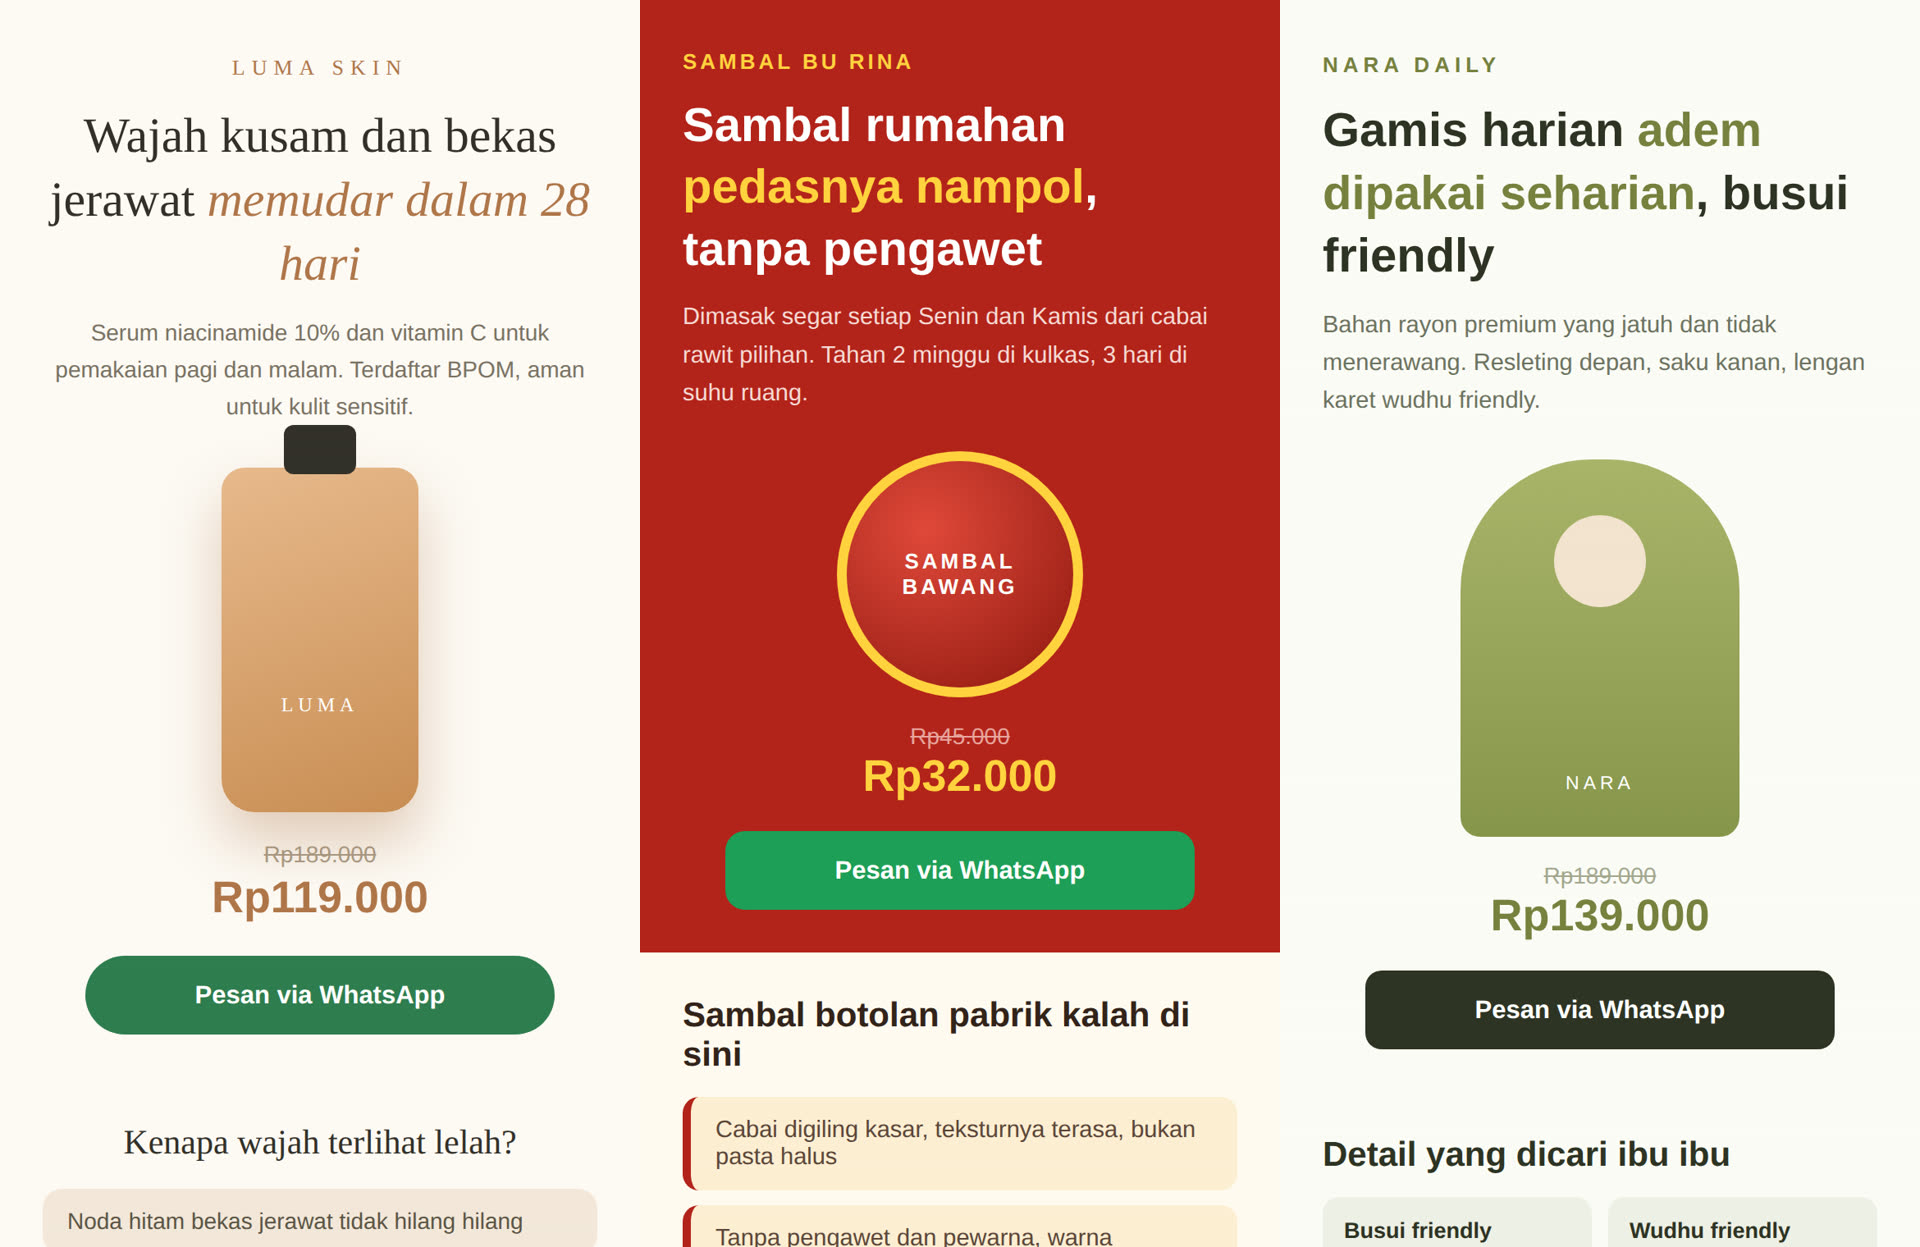 LUMA SKIN
Wajah kusam dan bekas
jerawat memudar dalam 28
hari
Serum niacinamide 10% dan vitamin C untuk
pemakaian pagi dan malam. Terdaftar BPOM, aman
untuk kulit sensitif.
LUMA
Rp189.000
Rp119.000
Pesan via WhatsApp
Kenapa wajah terlihat lelah?
Noda hitam bekas jerawat tidak hilang hilang
SAMBAL BU RINA
Sambal rumahan
pedasnya nampol,
tanpa pengawet
Dimasak segar setiap Senin dan Kamis dari cabai
rawit pilihan. Tahan 2 minggu di kulkas, 3 hari di
suhu ruang.
SAMBAL
BAWANG
Rp45.000
Rp32.000
Pesan via WhatsApp
Sambal botolan pabrik kalah di
sini
Cabai digiling kasar, teksturnya terasa, bukan
pasta halus
Tanpa pengawet dan pewarna, warna
NARA DAILY
Gamis harian adem
dipakai seharian, busui
friendly
Bahan rayon premium yang jatuh dan tidak
menerawang. Resleting depan, saku kanan, lengan
karet wudhu friendly.
NARA
Rp189.000
Rp139.000
Pesan via WhatsApp
Detail yang dicari ibu ibu
Busui friendly
Wudhu friendly